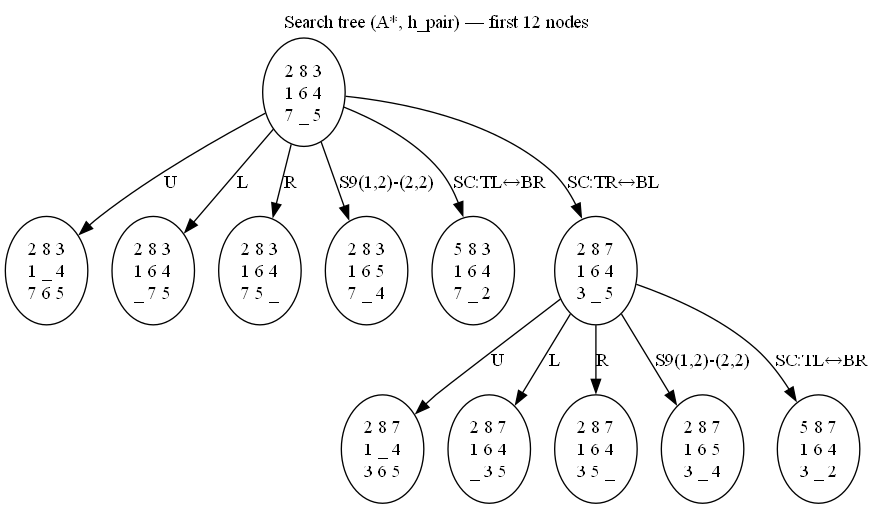 Search tree (A*, h_pair) — first 12 nodes
2 8 3
1 6 4
7 _ 5
U
L
R
S9(1,2)-(2,2)
SC:TL↔BR
SC:TR↔BL
2 8 3
1 _ 4
7 6 5
2 8 3
1 6 4
_ 7 5
2 8 3
1 6 4
7 5 _
2 8 3
1 6 5
7 _ 4
5 8 3
1 6 4
7 _ 2
2 8 7
1 6 4
3 _ 5
U
L
R
S9(1,2)-(2,2)
SC:TL↔BR
2 8 7
1 _ 4
3 6 5
2 8 7
1 6 4
_ 3 5
2 8 7
1 6 4
3 5 _
2 8 7
1 6 5
3 _ 4
5 8 7
1 6 4
3 _ 2